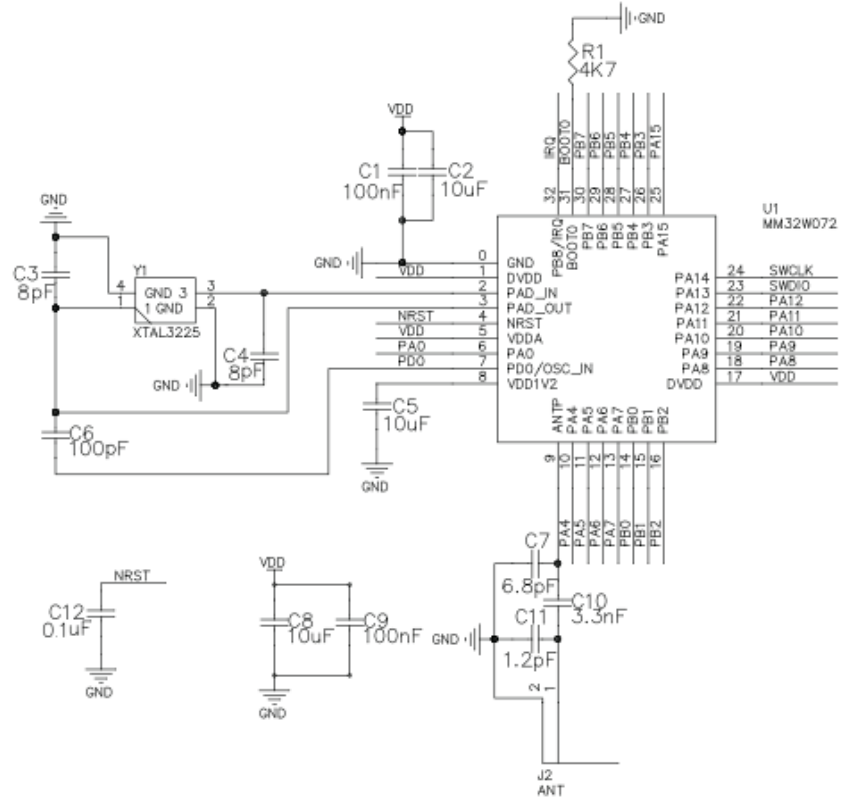 GND
R1
4K7
VDD
C1
100nF
C2
10uF
IRQ
BOOT0
PB7
PB6
PB5
PB4
PB3
PA15
32
31
30
29
28
27
26
25
U1
MM32W072
PB8/IRQ
BOOT0
PB7
PB6
PB5
PB4
PB3
PA15
GND
C3
8pF
Y1
4
1
GND 3
1 GND
3
2
XTAL3225
C4
8pF
GND
GND
0 GND
VDD 1 DVDD
2 PAD_IN
3 PAD_OUT
NRST 4 NRST
VDD 5 VDDA
PA0 6 PA0
PD0 7 PD0/OSC_IN
8 VDD1V2
PA14 24 SWCLK
PA13 23 SWDIO
PA12 22 PA12
PA11 21 PA11
PA10 20 PA10
PA9 19 PA9
PA8 18 PA8
DVDD 17 VDD
C6
100pF
C5
10uF
GND
ANTP
PA4
PA5
PA6
PA7
PB0
PB1
PB2
9
10
11
12
13
14
15
16
PA4
PA5
PA6
PA7
PB0
PB1
PB2
NRST
C12
0.1uF
GND
VDD
C8
10uF
C9
100nF
GND
C7
6.8pF
C10
3.3nF
C11
1.2pF
GND
2
1
J2
ANT